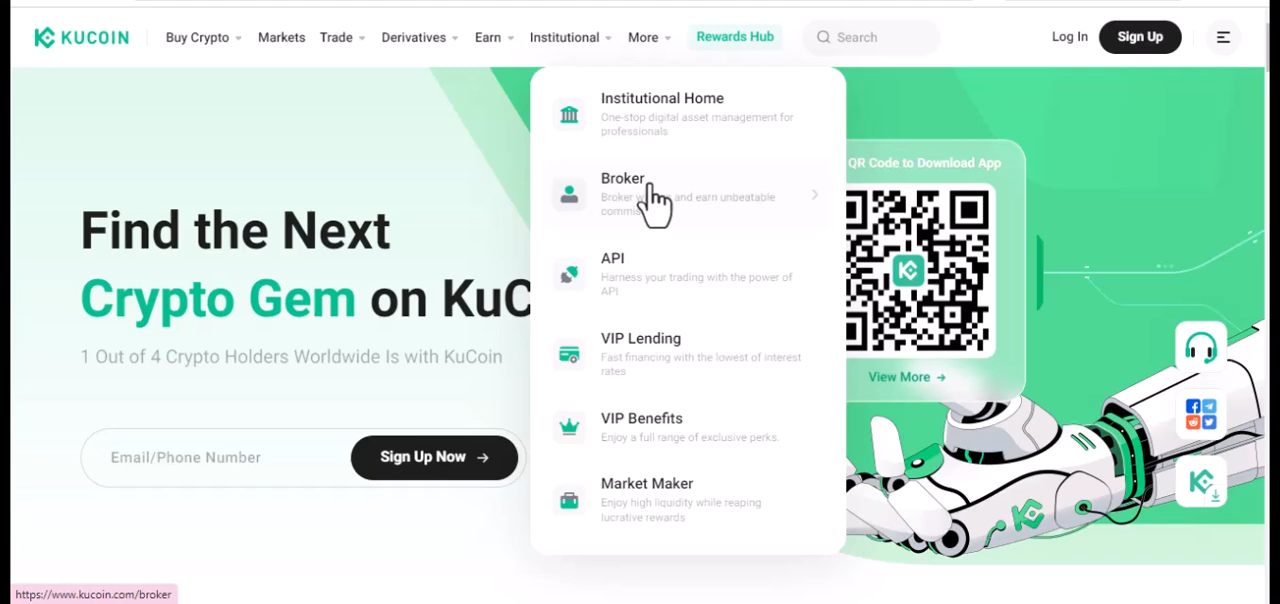 KUCOIN Buy Crypto Markets Trade Derivatives Earn Institutional More Rewards Hub Search Log In Sign Up
Institutional Home
One-stop digital asset management for
professionals
Broker
Broker and earn unbeatable
API
Harness your trading with the power of
API
VIP Lending
Fast financing with the lowest of interest
rates
VIP Benefits
Enjoy a full range of exclusive perks.
Market Maker
Enjoy high liquidity while reaping
lucrative rewards
Find the Next
Crypto Gem on KuC
1 Out of 4 Crypto Holders Worldwide Is with KuCoin
Email/Phone Number Sign Up Now →
QR Code to Download App
View More →
https://www.kucoin.com/broker